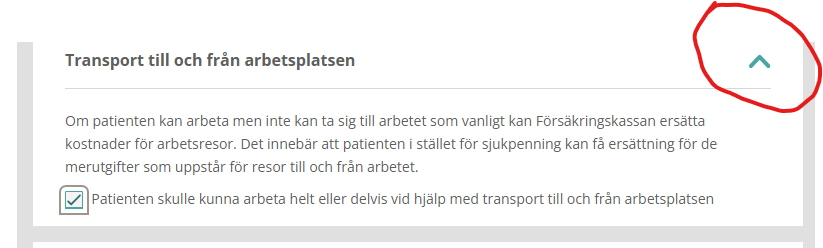 Transport till och från arbetsplatsen
Om patienten kan arbeta men inte kan ta sig till arbetet som vanligt kan Försäkringskassan ersätta
kostnader för arbetsresor. Det innebär att patienten i stället för sjukpenning kan få ersättning för de
merutgifter som uppstår för resor till och från arbetet.
Patienten skulle kunna arbeta helt eller delvis vid hjälp med transport till och från arbetsplatsen